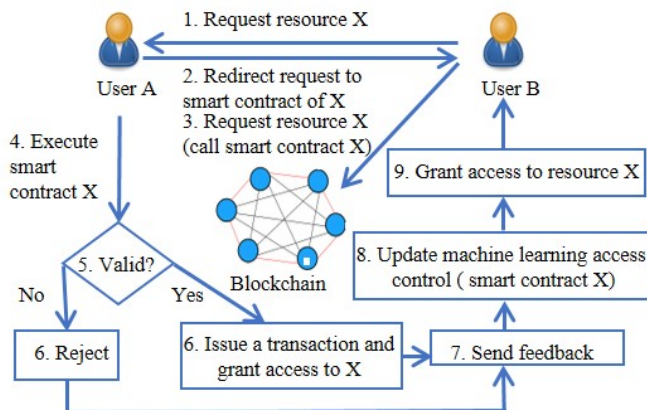 1. Request resource X
User A
User B
2. Redirect request to
smart contract of X
3. Request resource X
(call smart contract X)
4. Execute
smart
contract X
9. Grant access to resource X
5. Valid?
Blockchain
8. Update machine learning access
control ( smart contract X)
No
Yes
6. Reject
6. Issue a transaction and
grant access to X
7. Send feedback